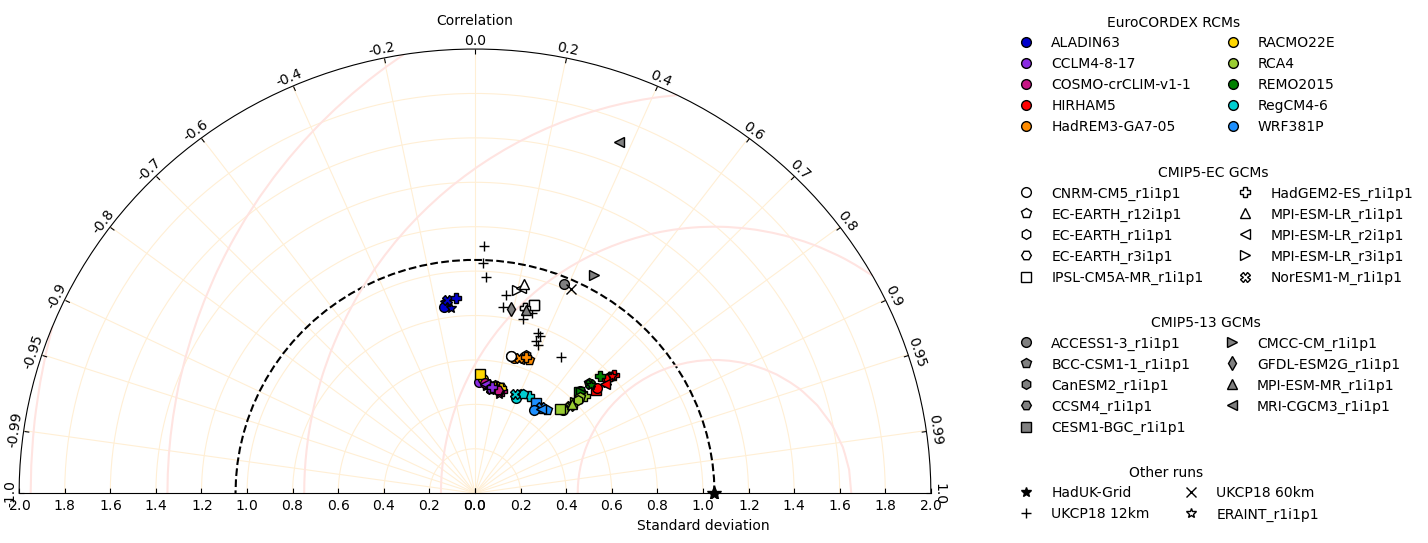 Correlation
0.0
-0.2
0.2
-0.4
0.4
-0.6
0.6
-0.7
0.7
-0.8
0.8
-0.9
0.9
-0.95
0.95
-0.99
0.99
-1.0
1.0
2.0 1.8 1.6 1.4 1.2 1.0 0.8 0.6 0.4 0.2 0.0 0.0 0.2 0.4 0.6 0.8 1.0 1.2 1.4 1.6 1.8 2.0
Standard deviation
EuroCORDEX RCMs
ALADIN63 RACMO22E
CCLM4-8-17 RCA4
COSMO-crCLIM-v1-1 REMO2015
HIRHAM5 RegCM4-6
HadREM3-GA7-05 WRF381P
CMIP5-EC GCMs
CNRM-CM5_r1i1p1 HadGEM2-ES_r1i1p1
EC-EARTH_r12i1p1 MPI-ESM-LR_r1i1p1
EC-EARTH_r1i1p1 MPI-ESM-LR_r2i1p1
EC-EARTH_r3i1p1 MPI-ESM-LR_r3i1p1
IPSL-CM5A-MR_r1i1p1 NorESM1-M_r1i1p1
CMIP5-13 GCMs
ACCESS1-3_r1i1p1 CMCC-CM_r1i1p1
BCC-CSM1-1_r1i1p1 GFDL-ESM2G_r1i1p1
CanESM2_r1i1p1 MPI-ESM-MR_r1i1p1
CCSM4_r1i1p1 MRI-CGCM3_r1i1p1
CESM1-BGC_r1i1p1
Other runs
HadUK-Grid UKCP18 60km
UKCP18 12km ERAINT_r1i1p1